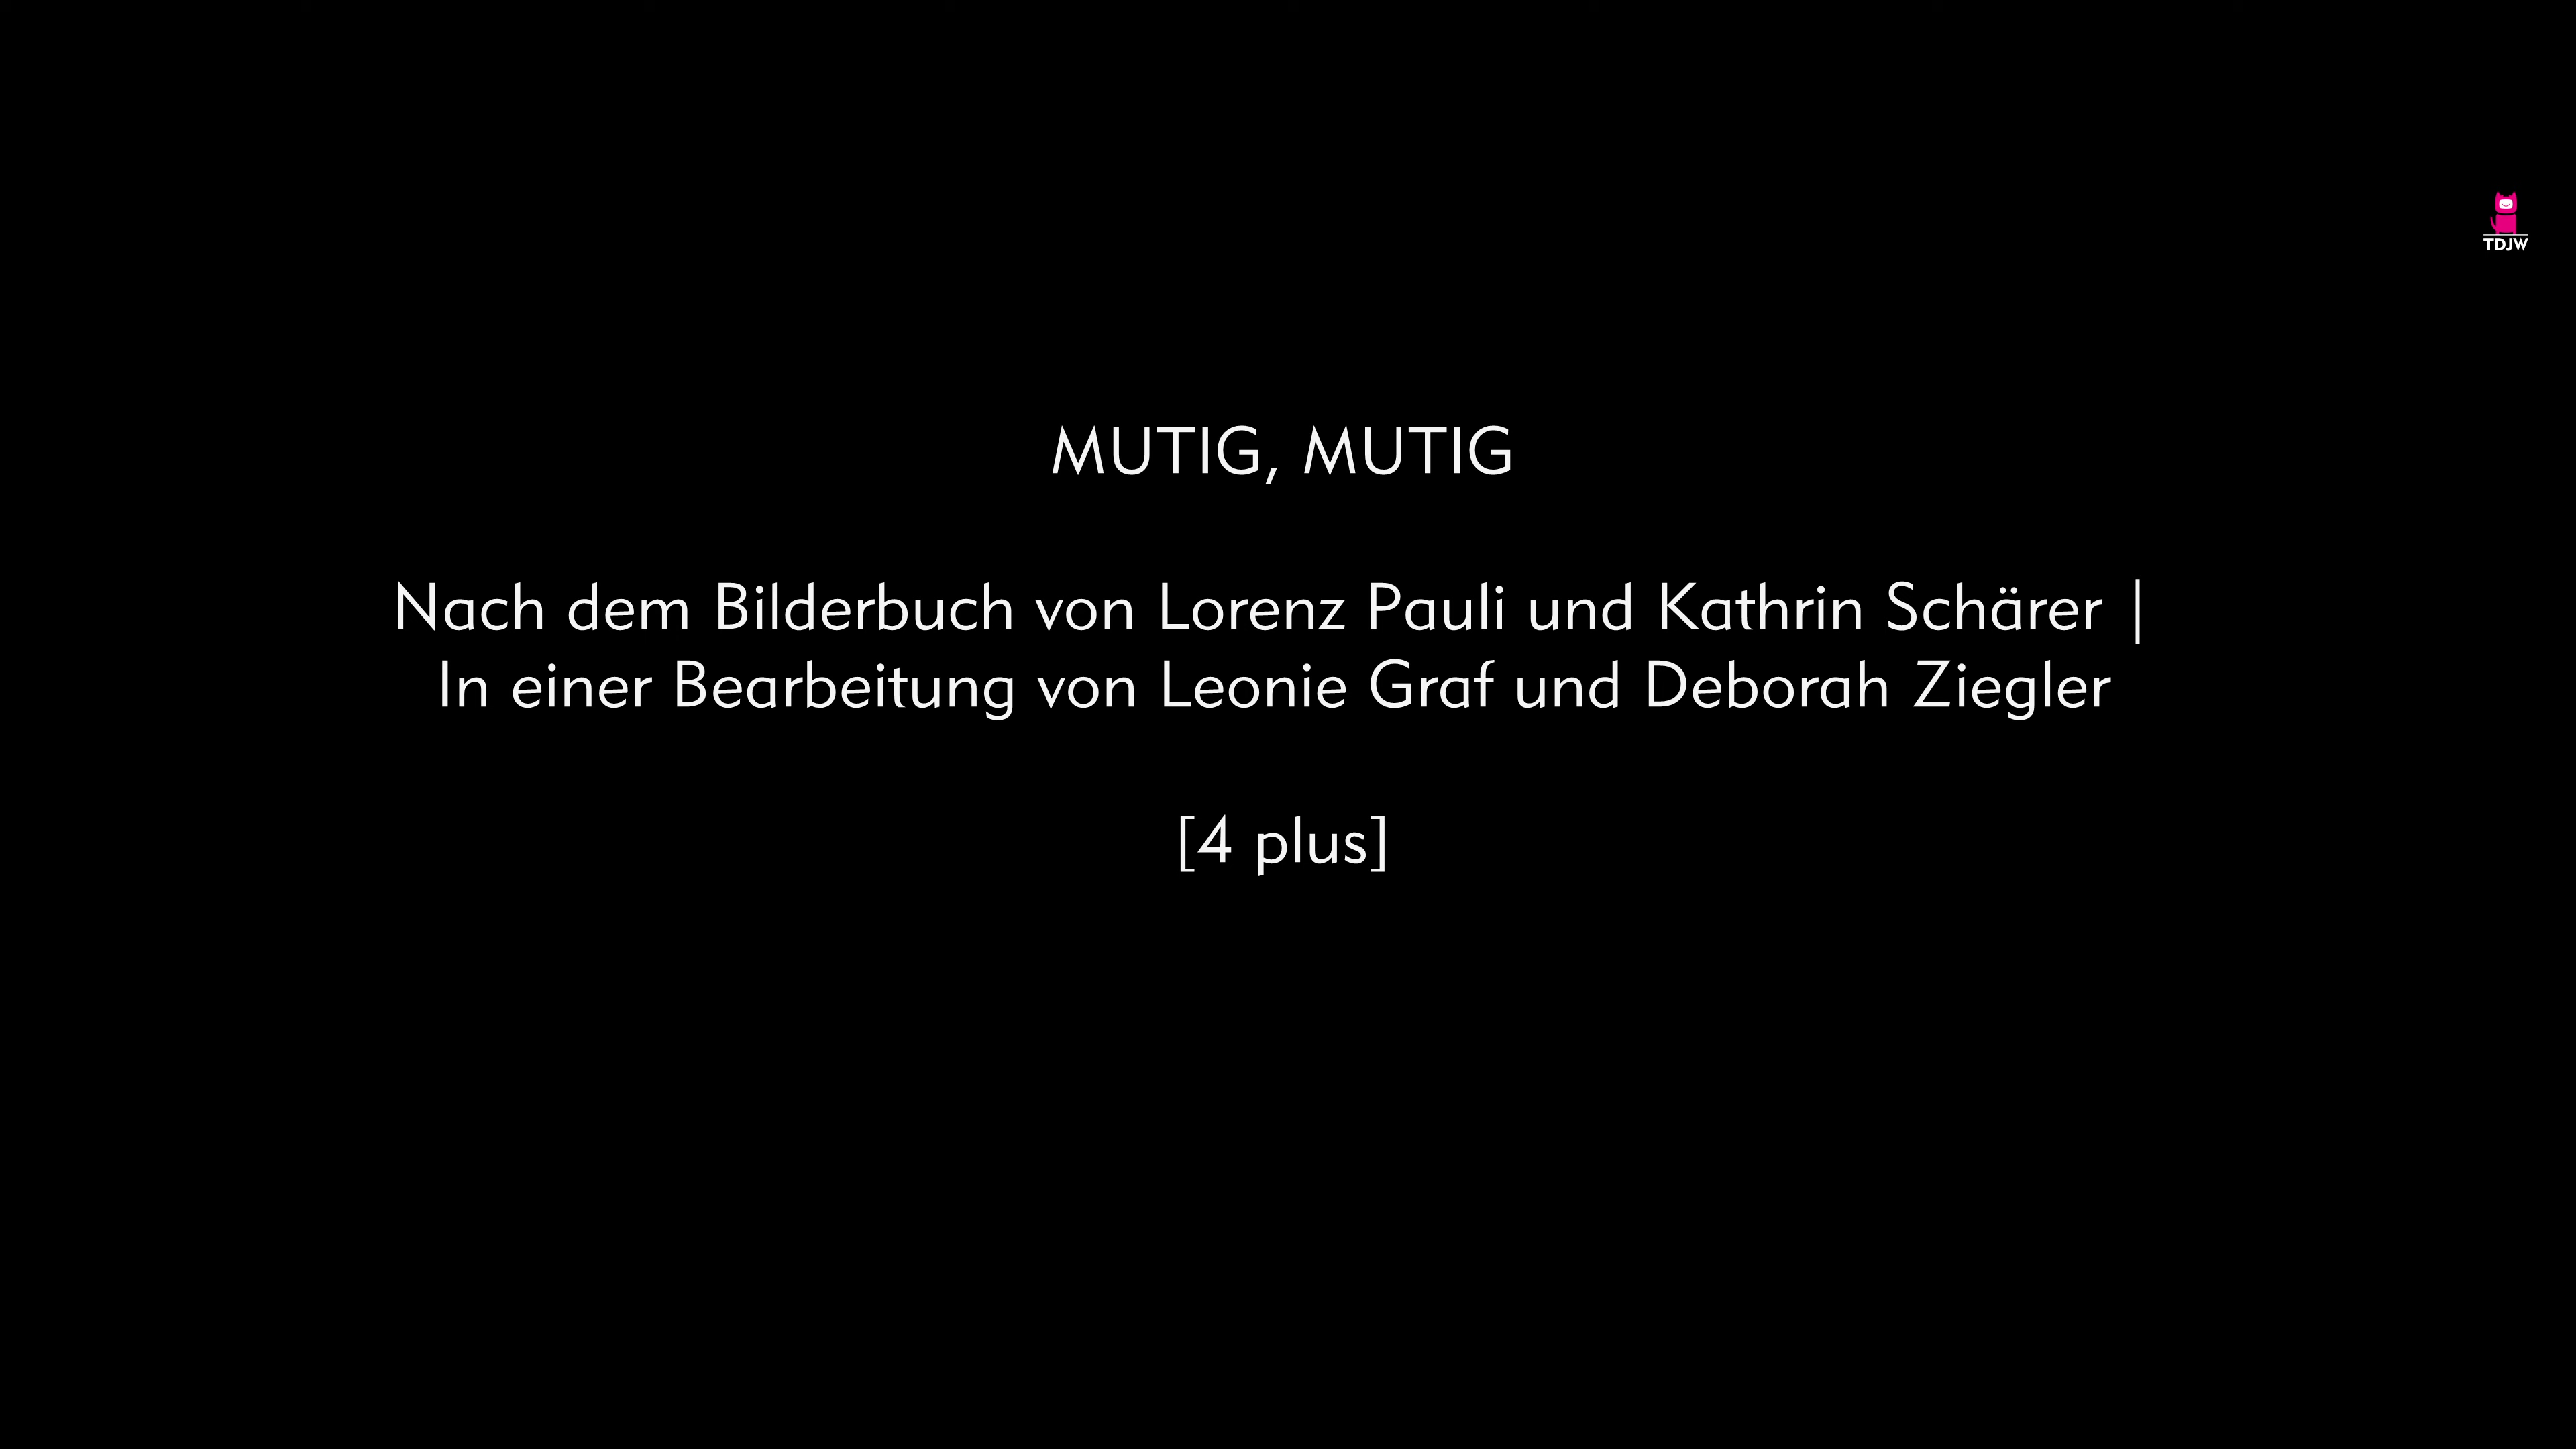 TDJW
MUTIG, MUTIG
Nach dem Bilderbuch von Lorenz Pauli und Kathrin Schärer |
In einer Bearbeitung von Leonie Graf und Deborah Ziegler
[4 plus]